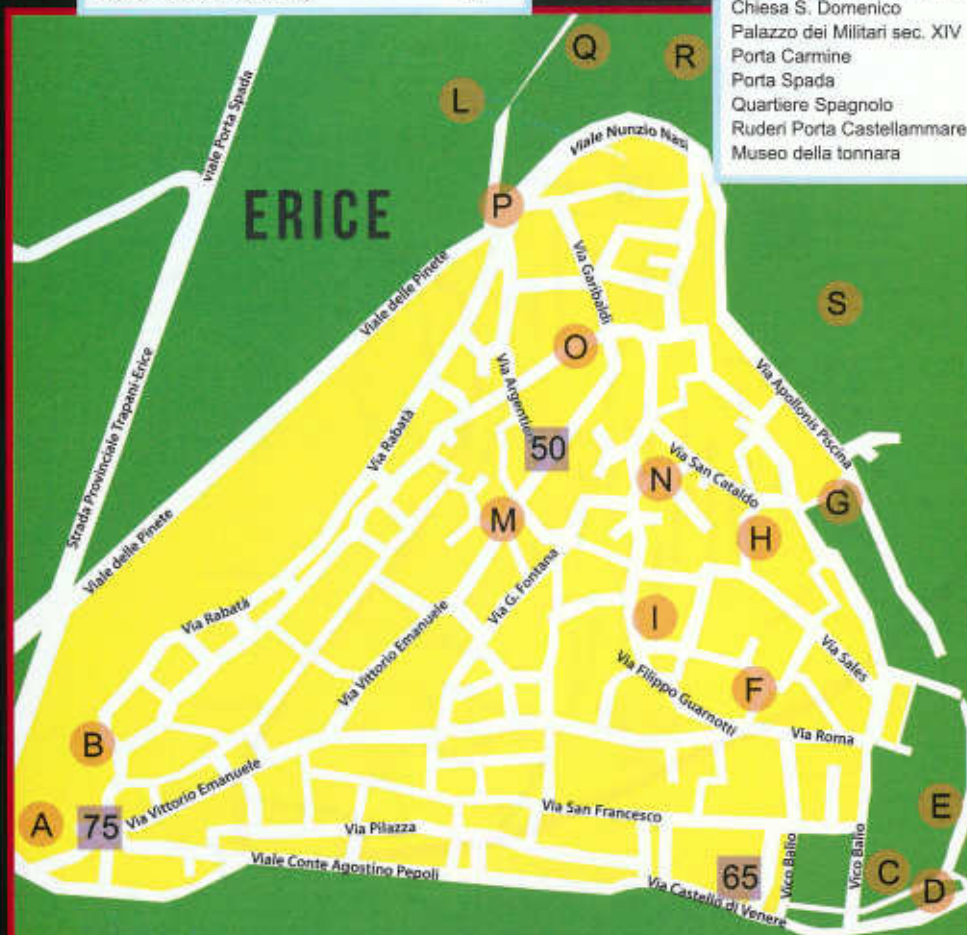 Chiesa S. Domenico
Palazzo dei Militari sec. XIV
Porta Carmine
Porta Spada
Quartiere Spagnolo
Ruderi Porta Castellammare
Museo della tonnara
Q
R
L
Viale Porta Spada
Viale Nunzio Nasi
ERICE
P
Viale delle Pinete
Via Garibaldi
S
O
Strada Provinciale Trapani-Erice
Via Rabatà
Via Apollonis Piscina
50
Via San Cataldo
N
G
M
H
Viale delle Pinete
Via G. Fontana
Via Rabatà
I
Via Vittorio Emanuele
Via Sales
Via Filippo Guarnotti
F
B
Via Roma
Via Vittorio Emanuele
E
A
75
Via San Francesco
Via Pilazza
Viale Conte Agostino Pepoli
65
Vico Balio
Vico Balio
C
D
Via Castello di Venere